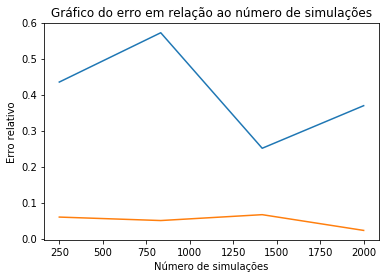 Gráfico do erro em relação ao número de simulações
0.6
0.5
0.4
0.3
0.2
0.1
0.0
Erro relativo
250 500 750 1000 1250 1500 1750 2000
Número de simulações